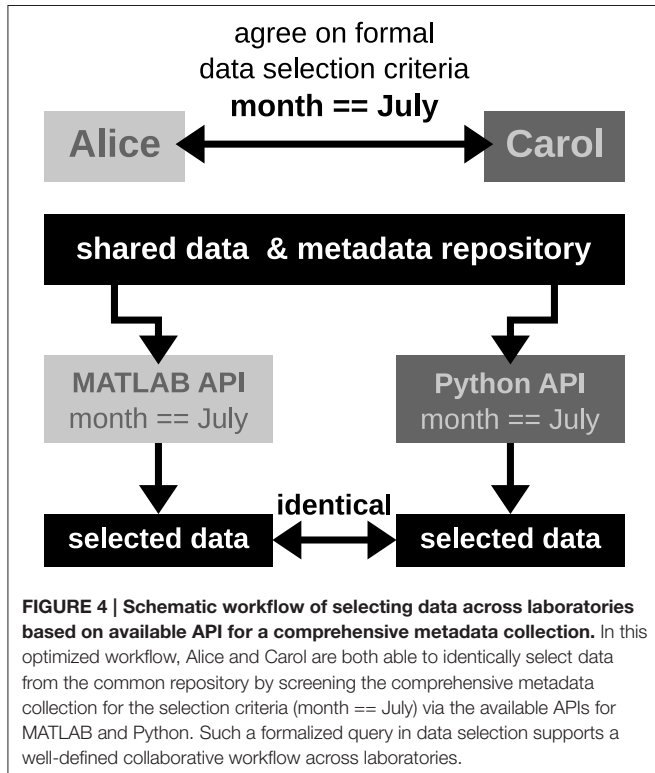 agree on formal
data selection criteria
month == July
Alice
Carol
shared data & metadata repository
MATLAB API
month == July
Python API
month == July
identical
selected data
selected data
FIGURE 4 | Schematic workflow of selecting data across laboratories
based on available API for a comprehensive metadata collection. In this
optimized workflow, Alice and Carol are both able to identically select data
from the common repository by screening the comprehensive metadata
collection for the selection criteria (month == July) via the available APIs for
MATLAB and Python. Such a formalized query in data selection supports a
well-defined collaborative workflow across laboratories.